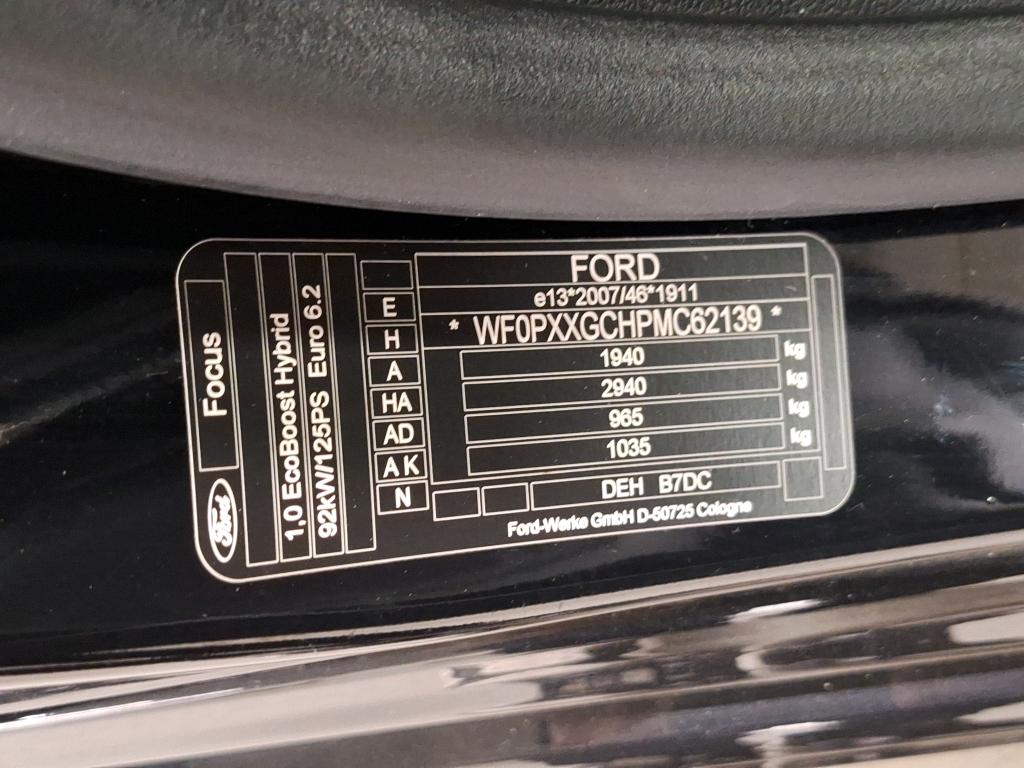 FORD
e13*2007/46*1911
* WF0PXXGCHPMC62139 *
1940 kg
2940 kg
965 kg
1035 kg
DEH B7DC
Ford-Werke GmbH D-50725 Cologne
E
H
A
HA
AD
AK
N
Focus
Ford
1,0 EcoBoost Hybrid
92kW/125PS Euro 6.2